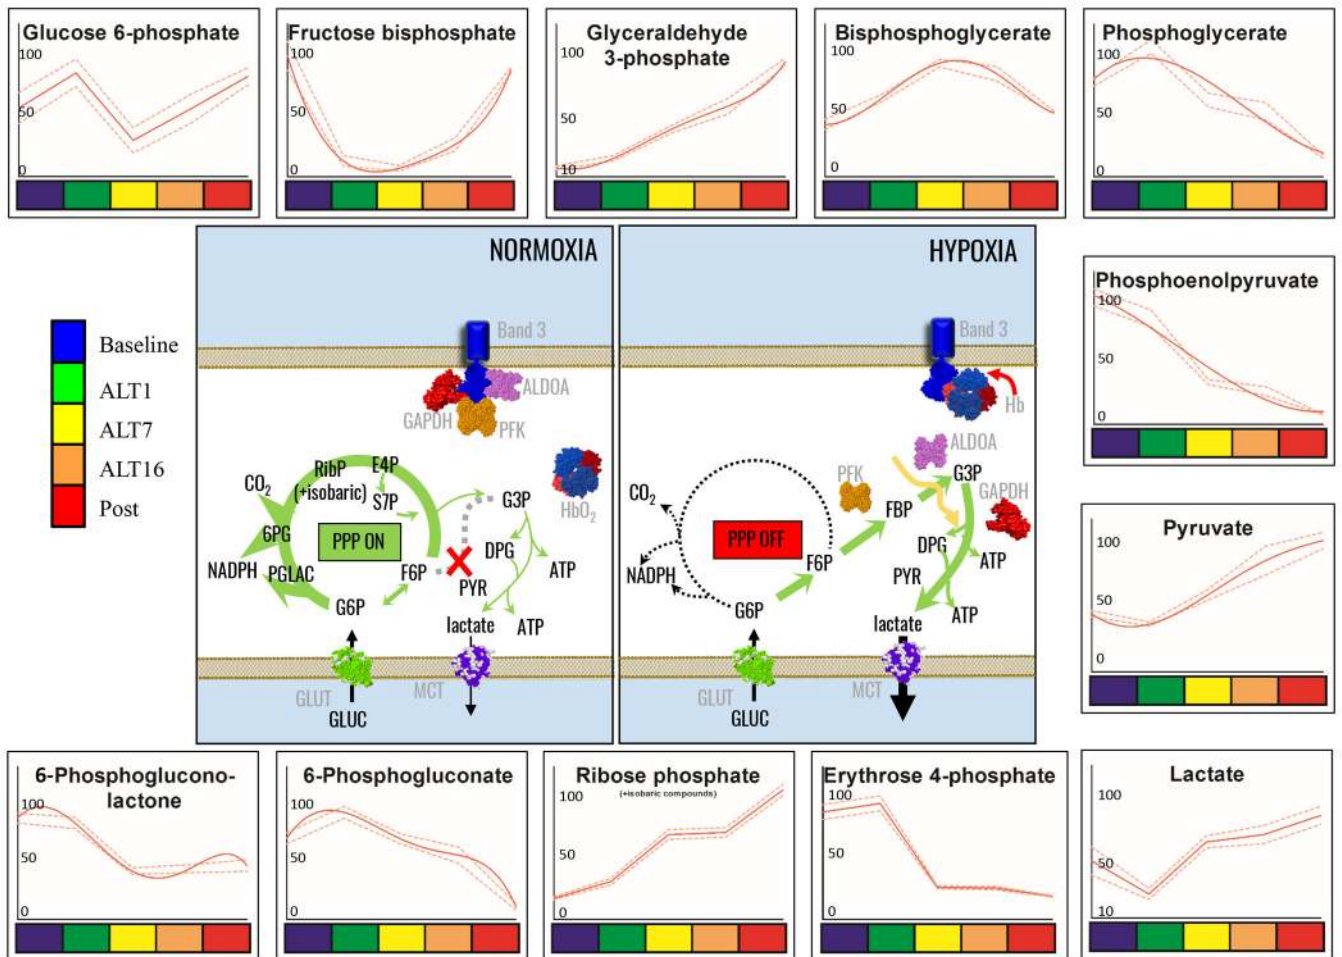 Glucose 6-phosphate
100
50
0
Fructose bisphosphate
100
50
0
Glyceraldehyde
3-phosphate
100
50
10
Bisphosphoglycerate
100
50
0
Phosphoglycerate
100
50
0
Baseline
ALT1
ALT7
ALT16
Post
NORMOXIA
Band 3
ALDOA
GAPDH
PFK
HbO2
CO2
RibP
(+isobaric)
E4P
S7P
6PG
PPP ON
NADPH
PGLAC
F6P
G6P
G3P
DPG
ATP
PYR
lactate
ATP
GLUT
MCT
GLUC
HYPOXIA
Band 3
Hb
ALDOA
PFK
G3P
GAPDH
FBP
CO2
PPP OFF
NADPH
F6P
G6P
DPG
ATP
PYR
ATP
lactate
GLUT
MCT
GLUC
Phosphoenolpyruvate
100
50
0
Pyruvate
100
50
0
6-Phosphoglucono-
lactone
100
50
0
6-Phosphogluconate
100
50
0
Ribose phosphate
(+isobaric compounds)
100
50
0
Erythrose 4-phosphate
100
50
0
Lactate
100
50
10